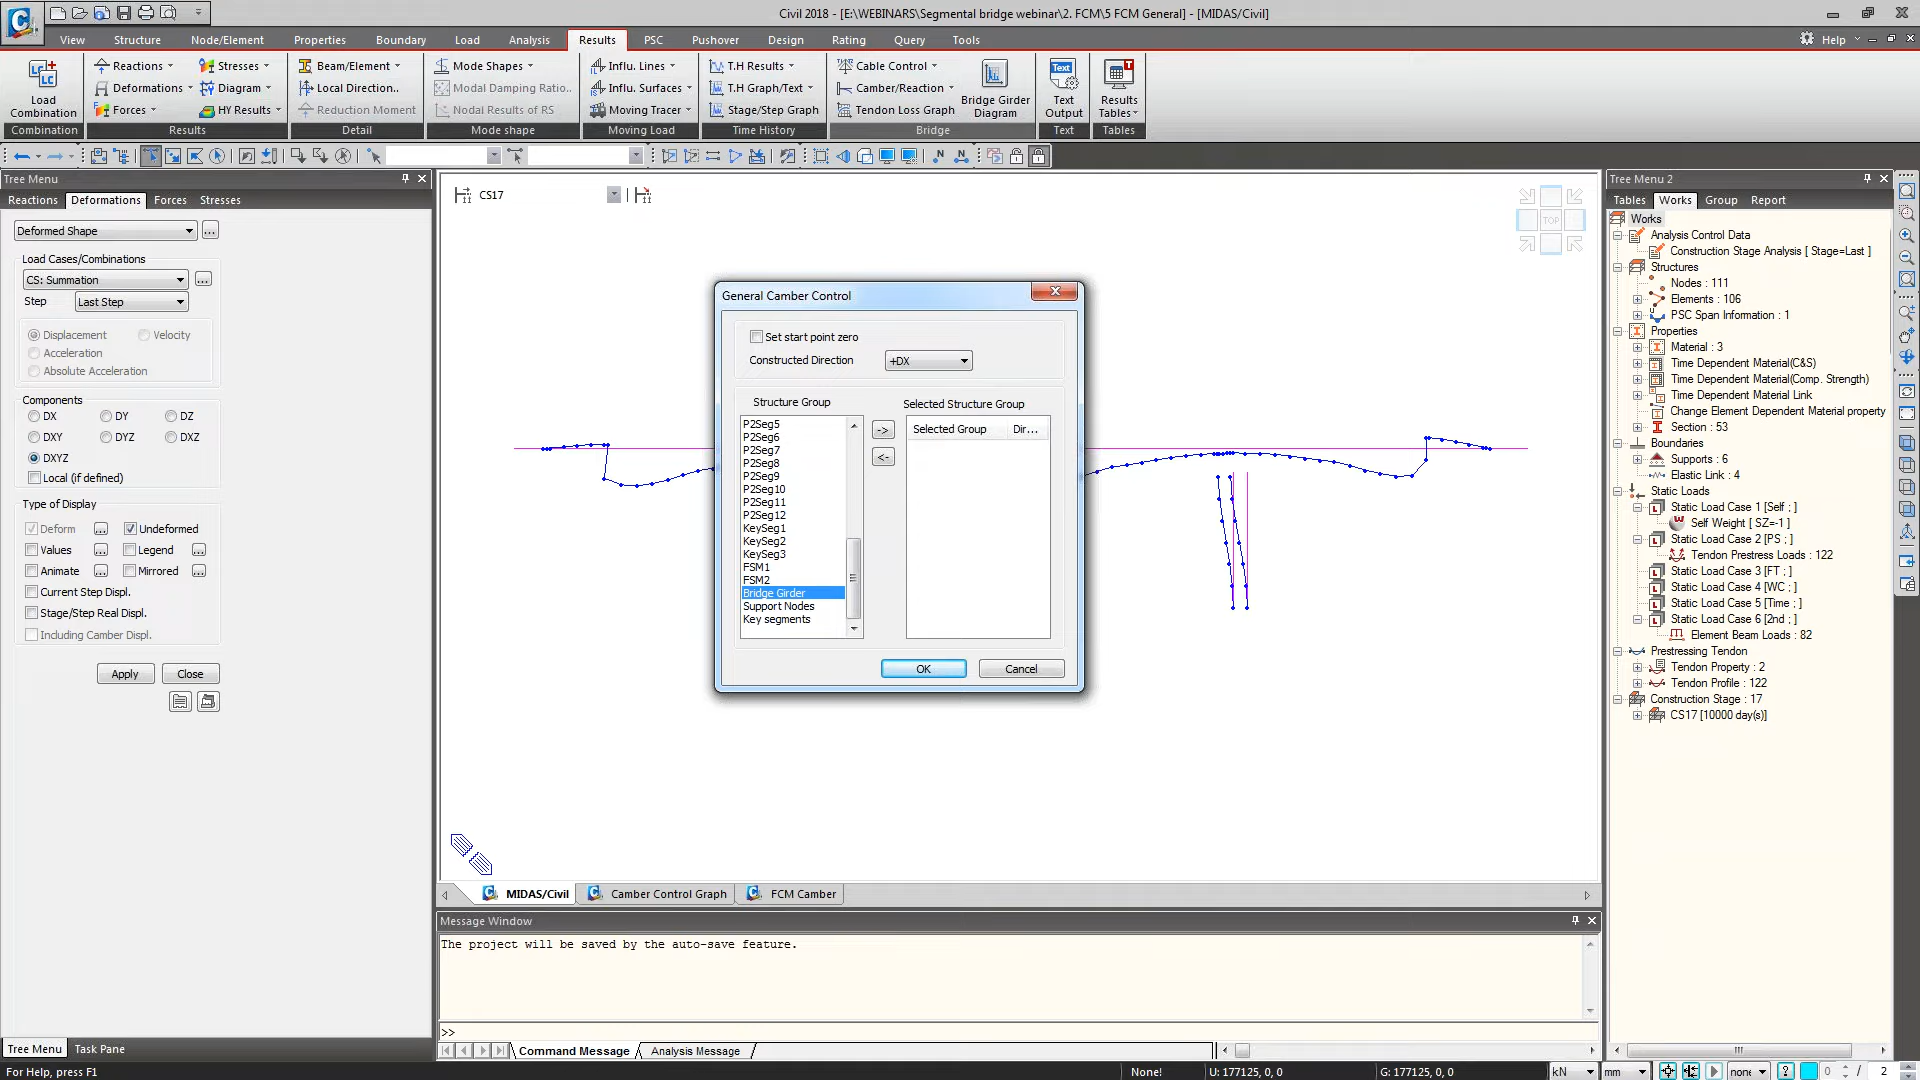 Civil 2018 - [E:\WEBINARS\Segmental bridge webinar\2. FCM\5 FCM General] - [MIDAS/Civil]
View Structure Node/Element Properties Boundary Load Analysis Results PSC Pushover Design Rating Query Tools Help
Reactions Stresses Beam/Element Mode Shapes Influ. Lines T.H Results Cable Control
Deformations Diagram Local Direction.. Modal Damping Ratio.. Influ. Surfaces T.H Graph/Text Camber/Reaction
Forces HY Results Reduction Moment Nodal Results of RS Moving Tracer Stage/Step Graph Tendon Loss Graph
Load Combination
Bridge Girder Diagram
Text Output
Results Tables
Combination Results Detail Mode shape Moving Load Time History Bridge Text Tables
Tree Menu
Reactions Deformations Forces Stresses
Deformed Shape
Load Cases/Combinations
CS: Summation
Step Last Step
Displacement Velocity
Acceleration
Absolute Acceleration
Components
DX DY DZ
DXY DYZ DXZ
DXYZ
Local (if defined)
Type of Display
Deform Undeformed
Values Legend
Animate Mirrored
Current Step Displ.
Stage/Step Real Displ.
Including Camber Displ.
Apply Close
Tree Menu Task Pane
CS17
TOP
General Camber Control
Set start point zero
Constructed Direction +DX
Structure Group
P2Seg5
P2Seg6
P2Seg7
P2Seg8
P2Seg9
P2Seg10
P2Seg11
P2Seg12
KeySeg1
KeySeg2
KeySeg3
FSM1
FSM2
Bridge Girder
Support Nodes
Key segments
->
<-
Selected Structure Group
Selected Group Dir...
OK Cancel
MIDAS/Civil Camber Control Graph FCM Camber
Message Window
The project will be saved by the auto-save feature.
>>
Command Message Analysis Message
Tree Menu 2
Tables Works Group Report
Works
Analysis Control Data
Construction Stage Analysis [ Stage=Last ]
Structures
Nodes : 111
Elements : 106
PSC Span Information : 1
Properties
Material : 3
Time Dependent Material(C&S)
Time Dependent Material(Comp. Strength)
Time Dependent Material Link
Change Element Dependent Material property
Section : 53
Boundaries
Supports : 6
Elastic Link : 4
Static Loads
Static Load Case 1 [Self ; ]
Self Weight [ SZ=-1 ]
Static Load Case 2 [PS ; ]
Tendon Prestress Loads : 122
Static Load Case 3 [FT ; ]
Static Load Case 4 [WC ; ]
Static Load Case 5 [Time ; ]
Static Load Case 6 [2nd ; ]
Element Beam Loads : 82
Prestressing Tendon
Tendon Property : 2
Tendon Profile : 122
Construction Stage : 17
CS17 [10000 day(s)]
For Help, press F1
None! U: 177125, 0, 0 G: 177125, 0, 0 kN mm none 0 / 2